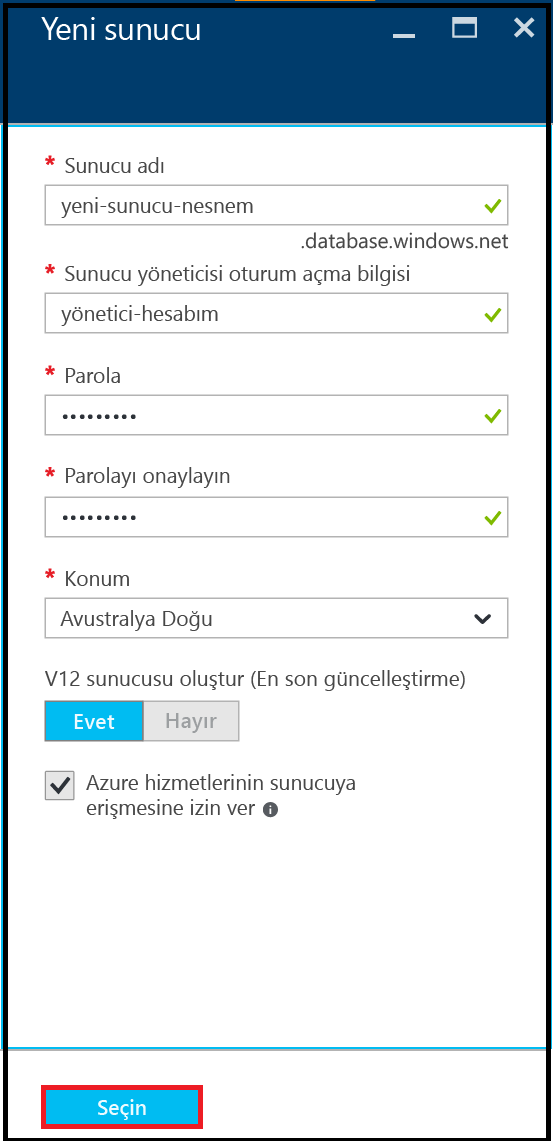 Yeni sunucu
* Sunucu adı
yeni-sunucu-nesnem
.database.windows.net
* Sunucu yöneticisi oturum açma bilgisi
yönetici-hesabım
* Parola
•••••••••
* Parolayı onaylayın
•••••••••
* Konum
Avustralya Doğu
V12 sunucusu oluştur (En son güncelleştirme)
Evet Hayır
Azure hizmetlerinin sunucuya
erişmesine izin ver
Seçin